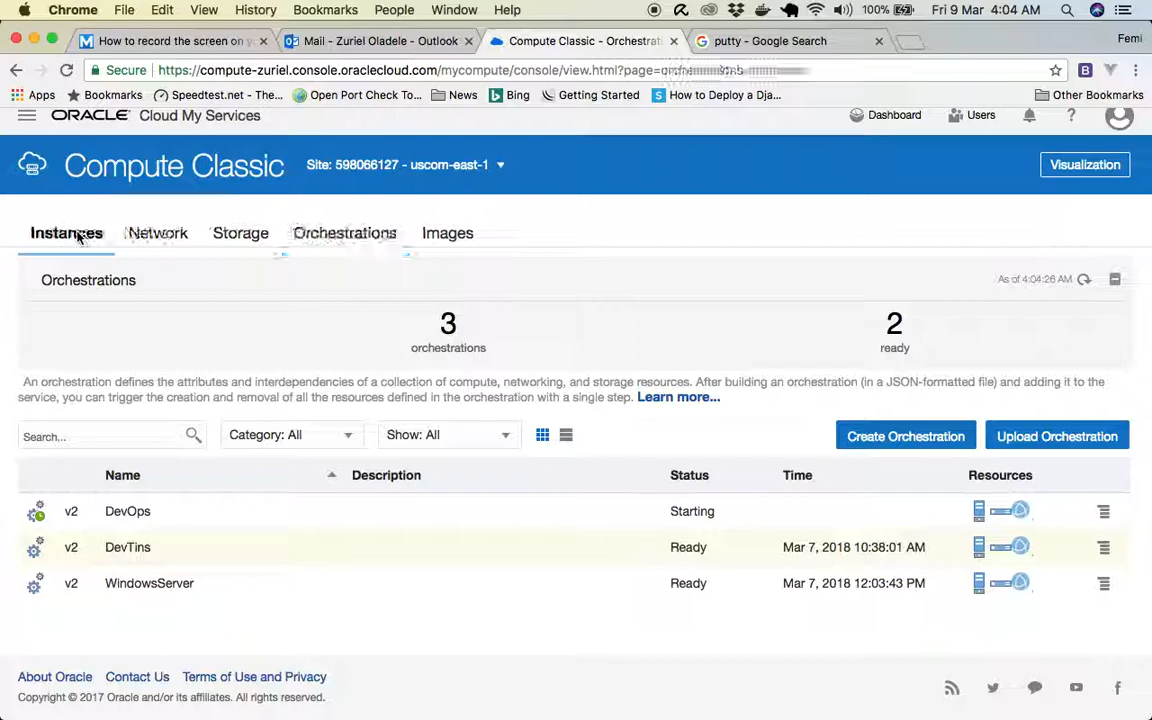 Chrome File Edit View History Bookmarks People Window Help 100% Fri 9 Mar 4:04 AM
How to record the screen on y Mail - Zuriel Oladele - Outlook Compute Classic - Orchestrati putty - Google Search Femi
Secure https://compute-zuriel.console.oraclecloud.com/mycompute/console/view.html?page=
Apps Bookmarks Speedtest.net - The... Open Port Check To... News Bing Getting Started How to Deploy a Dja... Other Bookmarks
ORACLE Cloud My Services Dashboard Users ?
Compute Classic Site: 598066127 - uscom-east-1 Visualization
Instances Network Storage Orchestrations Images
Orchestrations As of 4:04:26 AM
3 2
orchestrations ready
An orchestration defines the attributes and interdependencies of a collection of compute, networking, and storage resources. After building an orchestration (in a JSON-formatted file) and adding it to the
service, you can trigger the creation and removal of all the resources defined in the orchestration with a single step. Learn more...
Search... Category: All Show: All Create Orchestration Upload Orchestration
Name Description Status Time Resources
v2 DevOps Starting
v2 DevTins Ready Mar 7, 2018 10:38:01 AM
v2 WindowsServer Ready Mar 7, 2018 12:03:43 PM
About Oracle Contact Us Terms of Use and Privacy
Copyright © 2017 Oracle and/or its affiliates. All rights reserved.